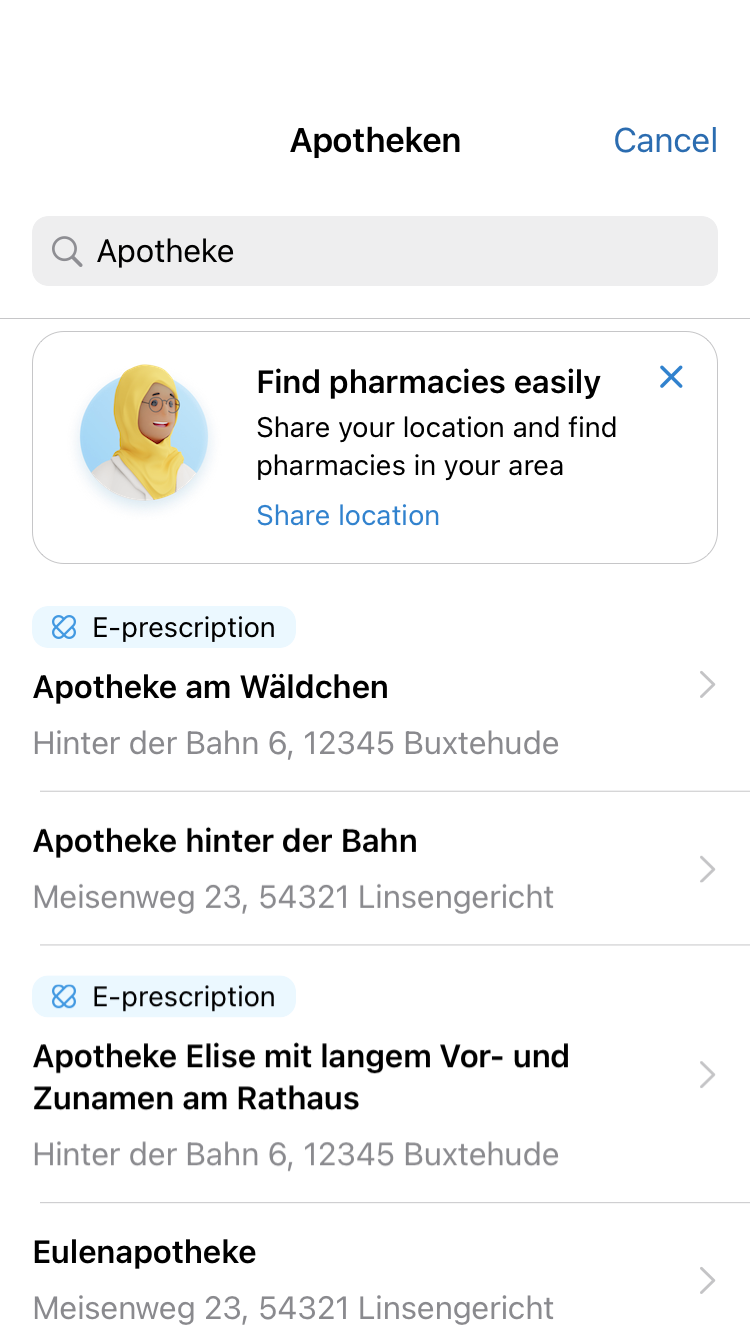 Apotheken
Cancel
Apotheke
Find pharmacies easily
Share your location and find
pharmacies in your area
Share location
E-prescription
Apotheke am Wäldchen
Hinter der Bahn 6, 12345 Buxtehude
Apotheke hinter der Bahn
Meisenweg 23, 54321 Linsengericht
E-prescription
Apotheke Elise mit langem Vor- und
Zunamen am Rathaus
Hinter der Bahn 6, 12345 Buxtehude
Eulenapotheke
Meisenweg 23, 54321 Linsengericht